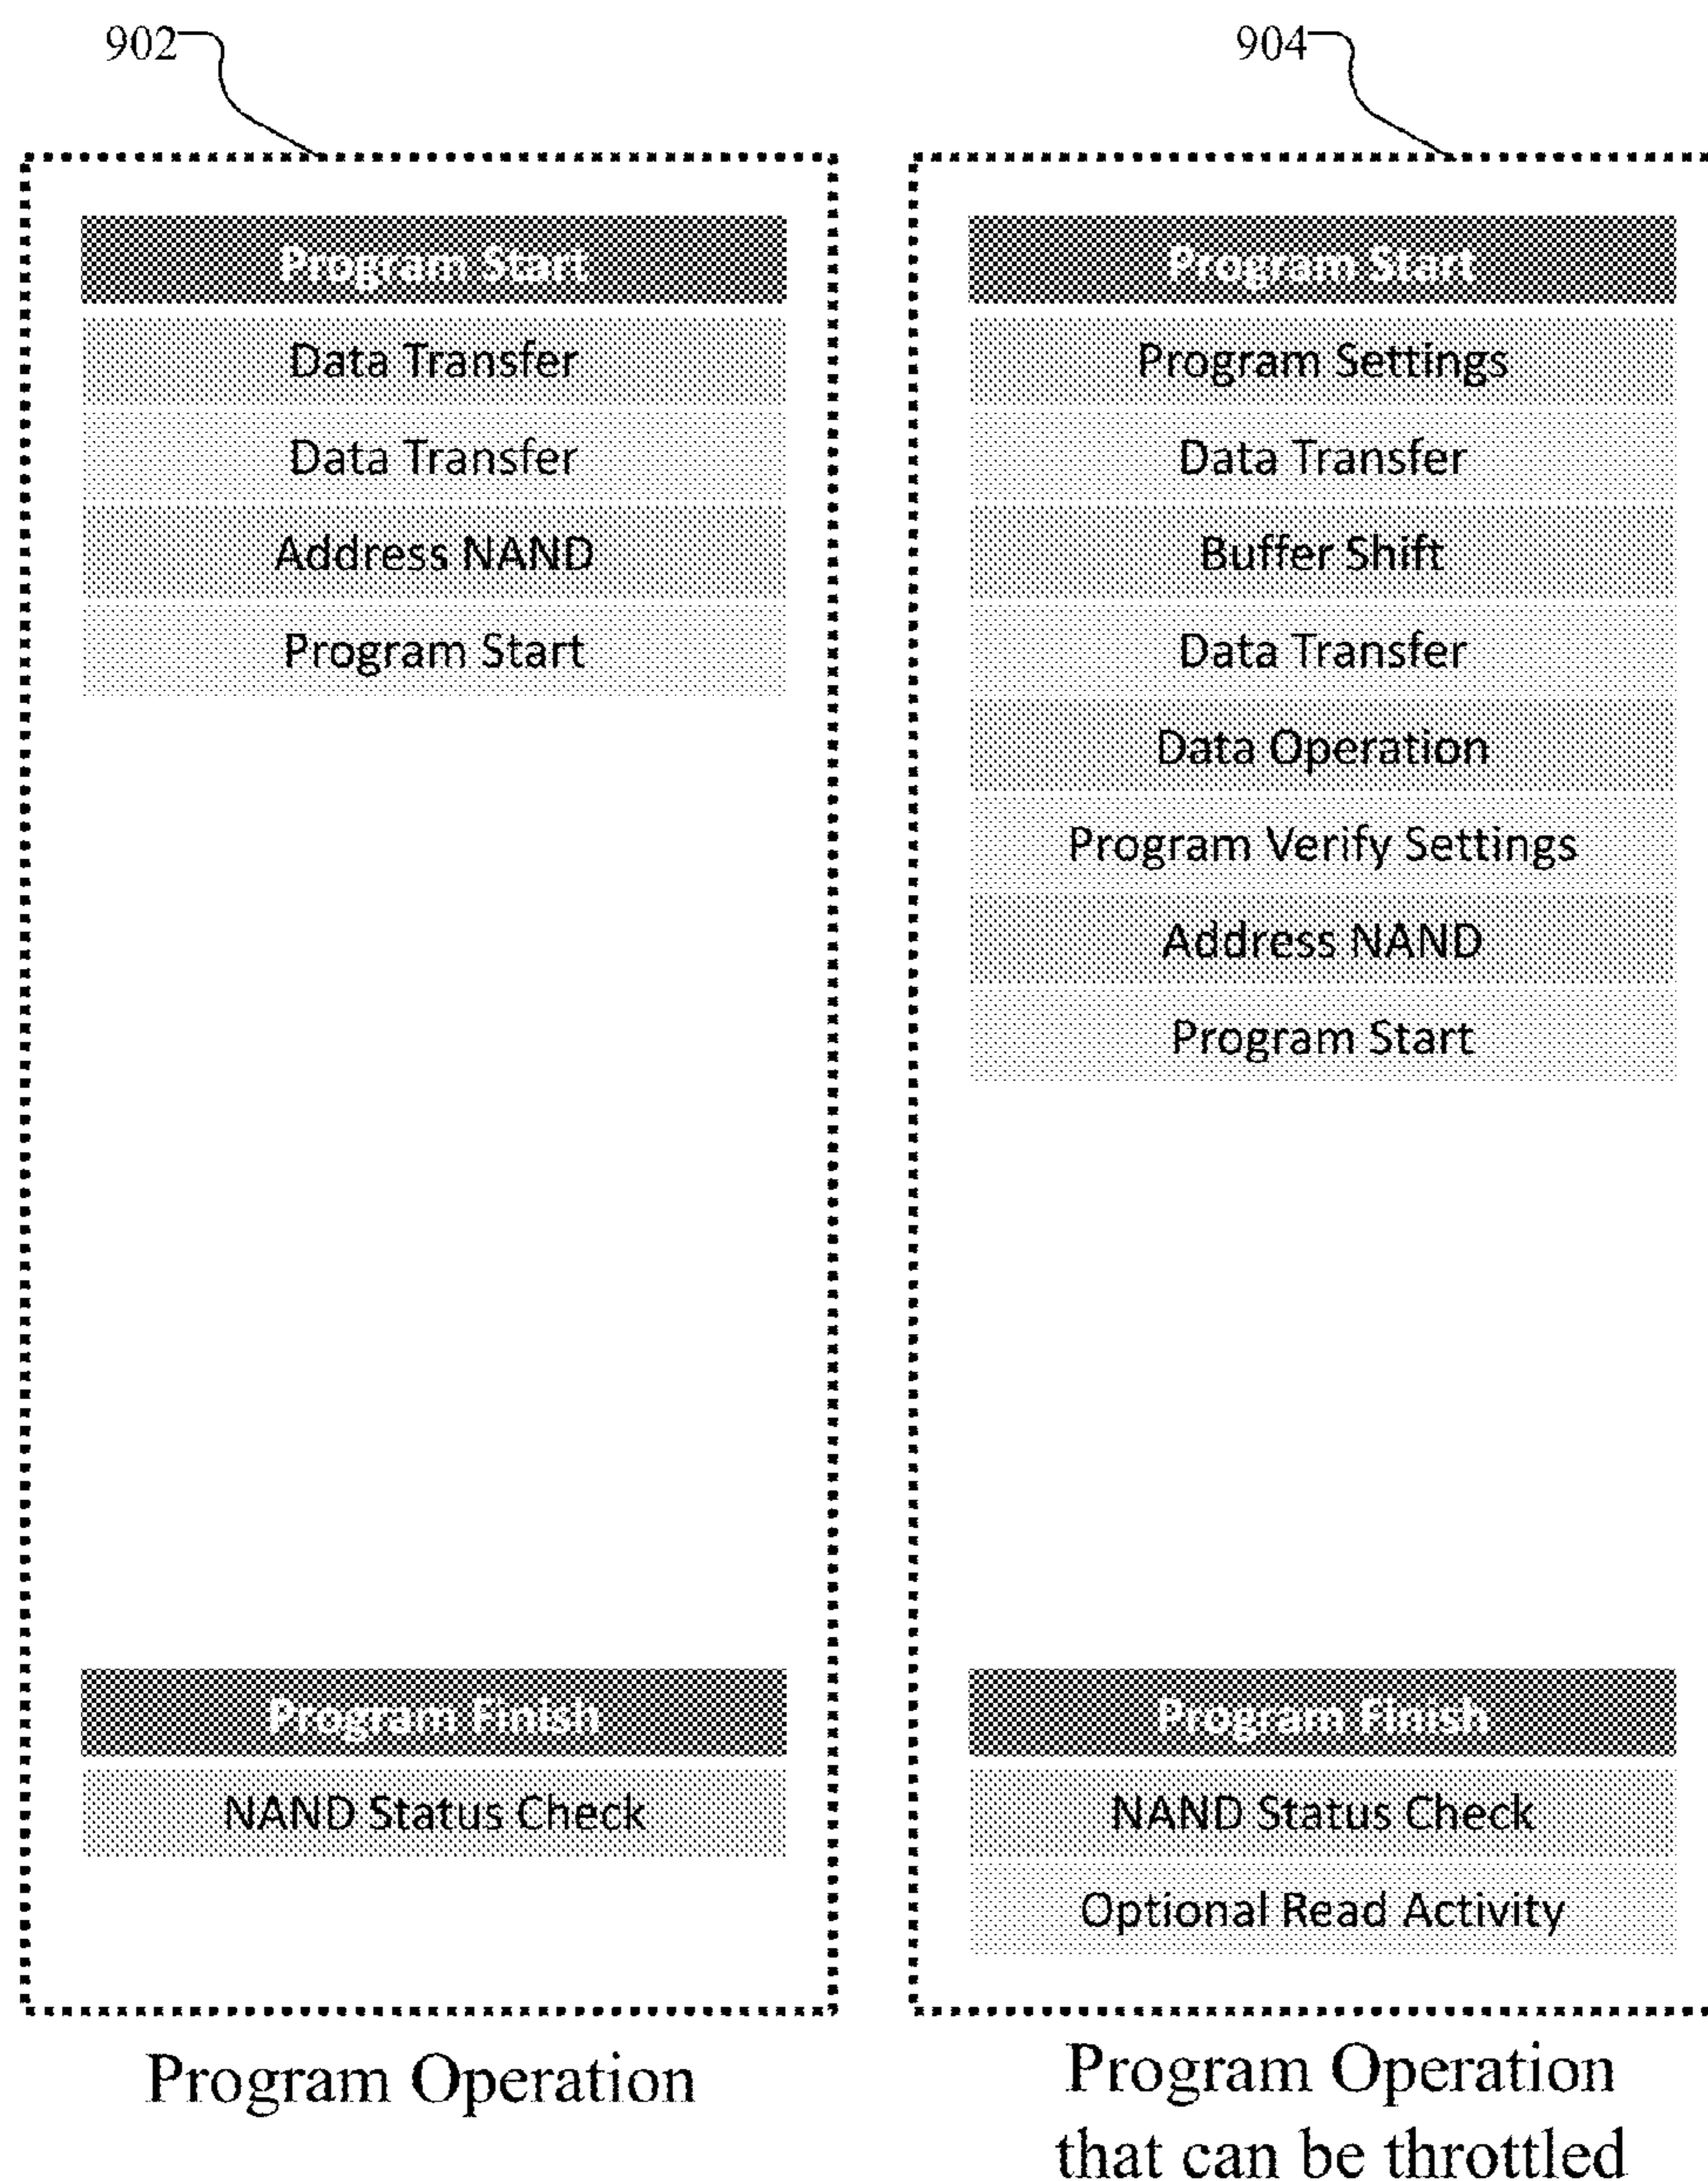 902
Program Start
Data Transfer
Data Transfer
Address NAND
Program Start
Program Finish
NAND Status Check
Program Operation
904
Program Start
Program Settings
Data Transfer
Buffer Shift
Data Transfer
Data Operation
Program Verify Settings
Address NAND
Program Start
Program Finish
NAND Status Check
Optional Read Activity
Program Operation
that can be throttled